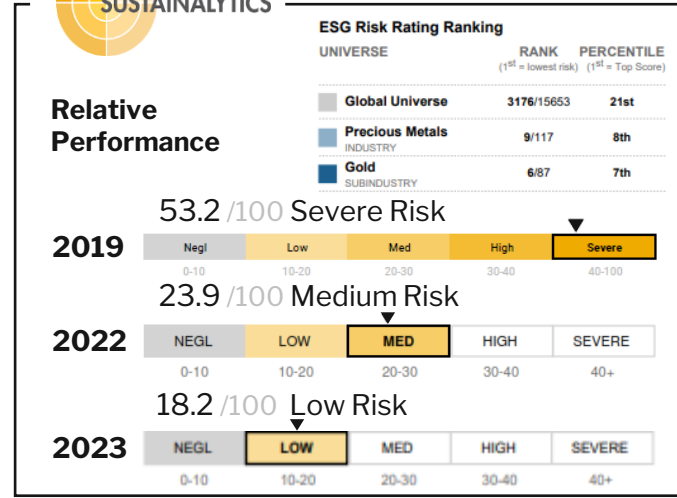 SUSTAINALYTICS
ESG Risk Rating Ranking
UNIVERSE RANK PERCENTILE
(1st = lowest risk) (1st = Top Score)
Relative
Performance
Global Universe 3176/15653 21st
Precious Metals 9/117 8th
INDUSTRY
Gold 6/87 7th
SUBINDUSTRY
53.2 /100 Severe Risk
2019 Negl Low Med High Severe
0-10 10-20 20-30 30-40 40-100
23.9 /100 Medium Risk
2022 NEGL LOW MED HIGH SEVERE
0-10 10-20 20-30 30-40 40+
18.2 /100 Low Risk
2023 NEGL LOW MED HIGH SEVERE
0-10 10-20 20-30 30-40 40+